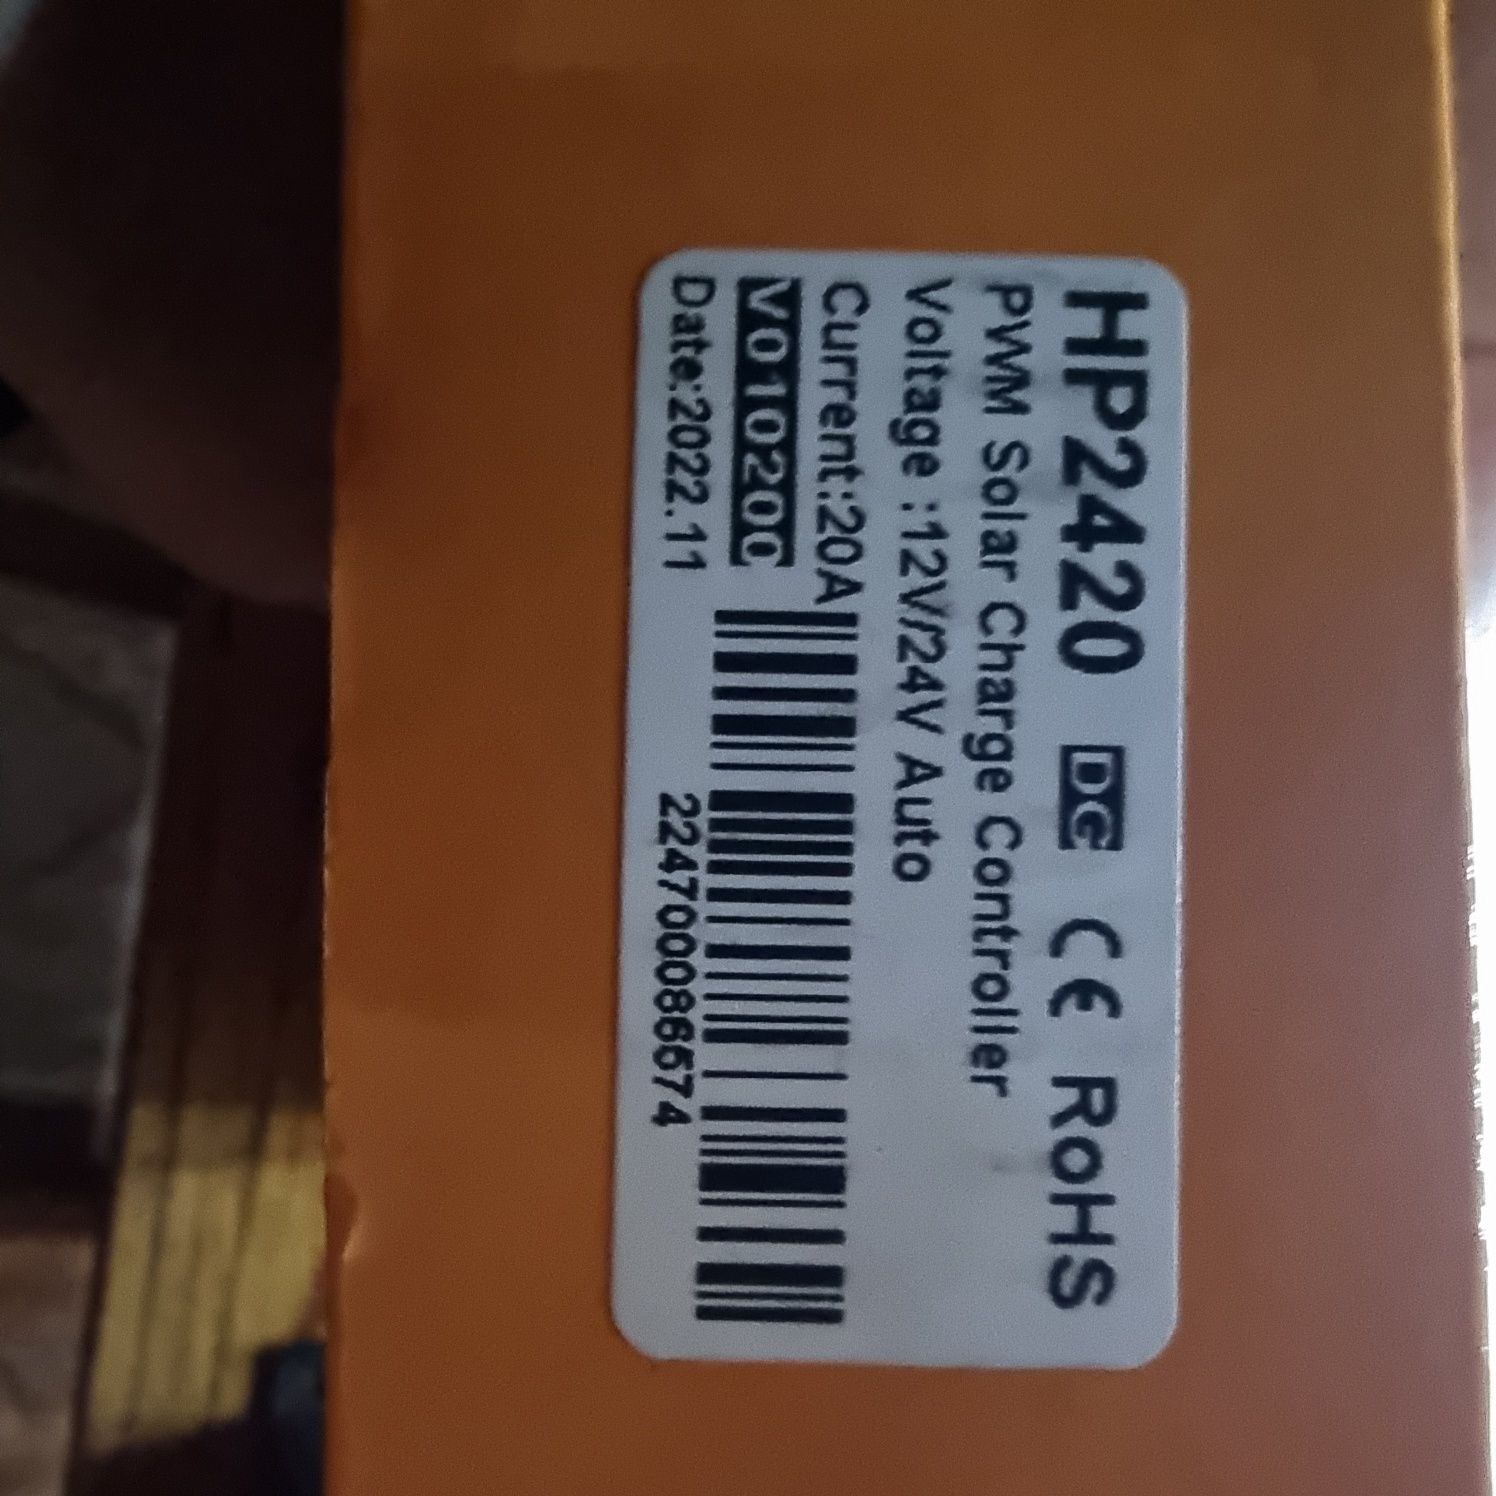 HP2420 DC CE RoHS
PWM Solar Charge Controller
Voltage :12V/24V Auto
Current:20A
V010200
Date:2022.11
2247000086674